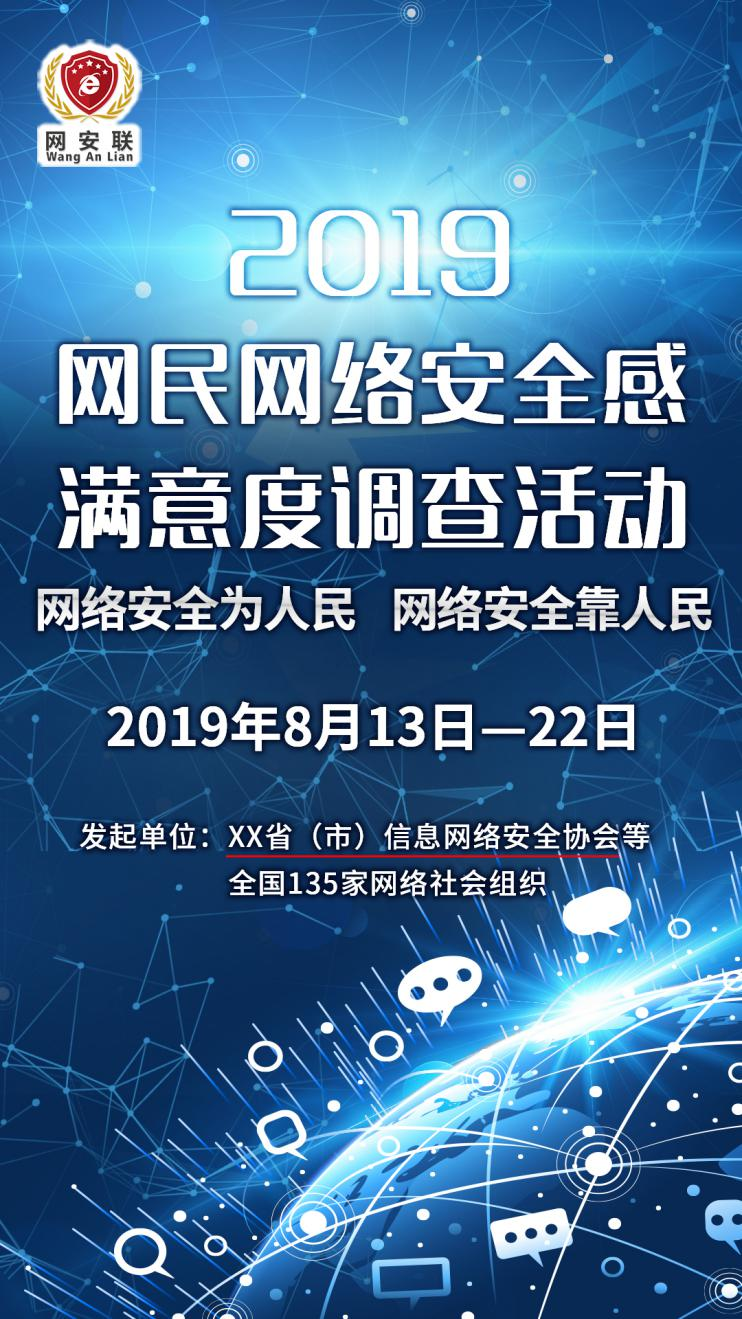 网安联
Wang An Lian
2019
网民网络安全感
满意度调查活动
网络安全为人民 网络安全靠人民
2019年8月13日—22日
发起单位：XX省（市）信息网络安全协会等
全国135家网络社会组织